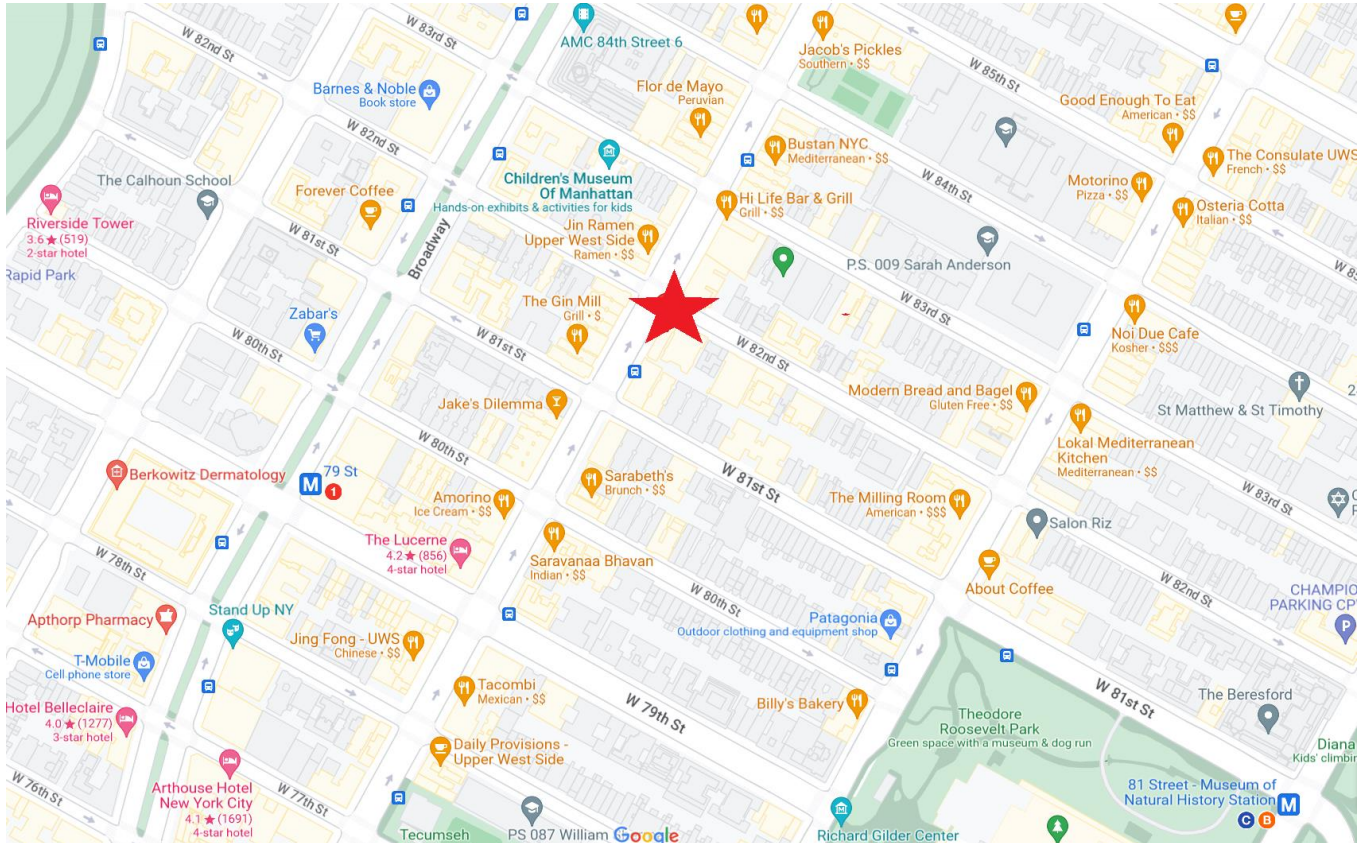 W 82nd St
W 83rd St
AMC 84th Street 6
Jacob's Pickles
Southern • $$
W 85th St
Barnes & Noble
Book store
Flor de Mayo
Peruvian
Good Enough To Eat
American • $$
W 82nd St
Bustan NYC
Mediterranean • $$
The Consulate UWS
French • $$
The Calhoun School
Forever Coffee
Children's Museum
Of Manhattan
Hands-on exhibits & activities for kids
W 84th St
Motorino
Pizza • $$
Hi Life Bar & Grill
Grill • $$
Osteria Cotta
Italian • $$
Riverside Tower
3.6★(519)
2-star hotel
W 81st St
Broadway
Jin Ramen
Upper West Side
Ramen • $$
P.S. 009 Sarah Anderson
Rapid Park
W 83rd St
The Gin Mill
Grill • $
Zabar's
W 80th St
W 81st St
W 82nd St
Noi Due Cafe
Kosher • $$$
Modern Bread and Bagel
Gluten Free • $$
St Matthew & St Timothy
Jake's Dilemma
W 80th St
Lokal Mediterranean
Kitchen
Mediterranean • $$
Berkowitz Dermatology
M
79 St
1
Sarabeth's
Brunch • $$
W 81st St
The Milling Room
American • $$$
W 83rd St
Amorino
Ice Cream • $$
Salon Riz
The Lucerne
4.2★(856)
4-star hotel
Saravanaa Bhavan
Indian • $$
W 78th St
W 80th St
About Coffee
W 82nd St
CHAMPIO
PARKING CP
P
Apthorp Pharmacy
Stand Up NY
Patagonia
Outdoor clothing and equipment shop
Jing Fong - UWS
Chinese • $$
T-Mobile
Cell phone store
Tacombi
Mexican • $$
W 79th St
Billy's Bakery
W 81st St
The Beresford
Hotel Belleclaire
4.0★(1277)
3-star hotel
Theodore
Roosevelt Park
Green space with a museum & dog run
Daily Provisions -
Upper West Side
Diana
Kids' climbin
W 76th St
Arthouse Hotel
New York City
4.1★(1691)
4-star hotel
W 77th St
81 Street - Museum of
Natural History Station
M
C
B
Tecumseh
PS 087 William
Google
Richard Gilder Center